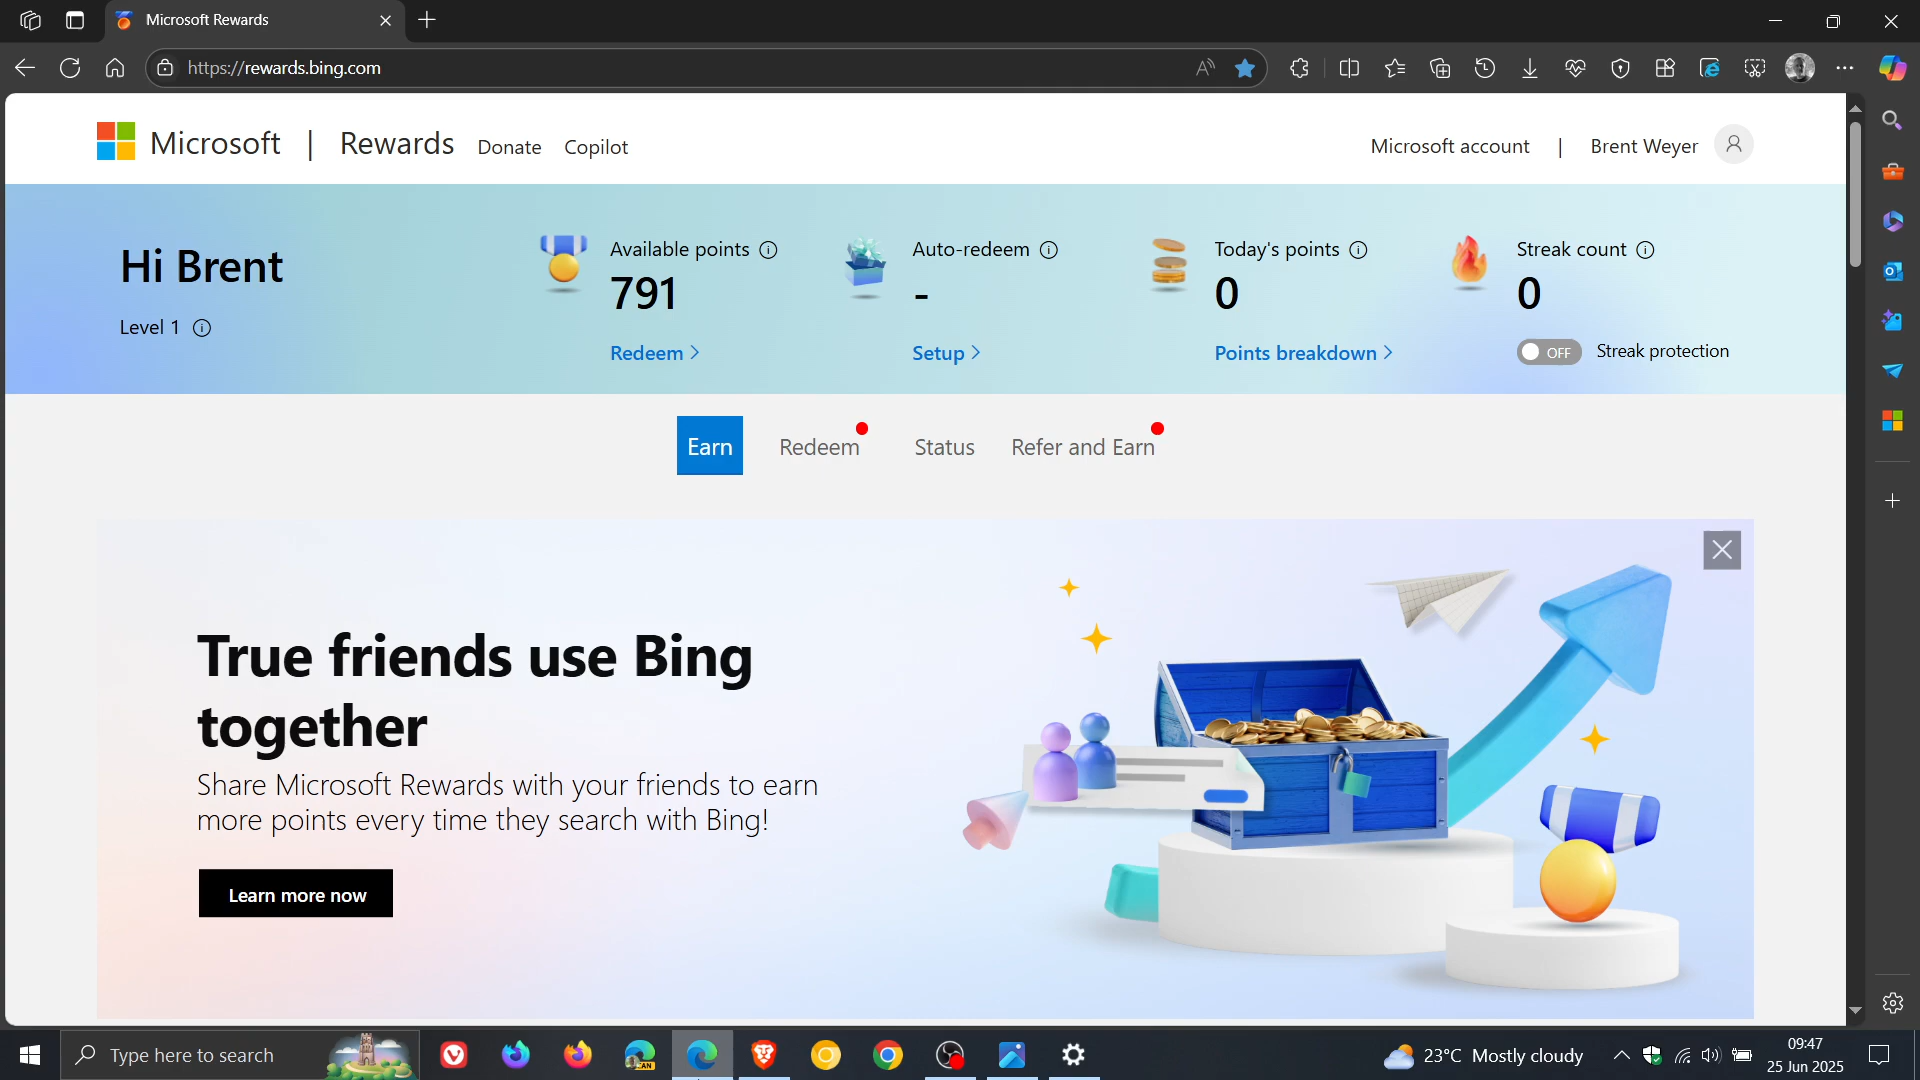 Microsoft Rewards
https://rewards.bing.com
Microsoft | Rewards Donate Copilot
Microsoft account | Brent Weyer
Hi Brent
Level 1
Available points
791
Redeem
Auto-redeem
-
Setup
Today's points
0
Points breakdown
Streak count
0
OFF Streak protection
Earn Redeem Status Refer and Earn
True friends use Bing
together
Share Microsoft Rewards with your friends to earn
more points every time they search with Bing!
Learn more now
Type here to search
CAN
23°C Mostly cloudy
09:47
25 Jun 2025